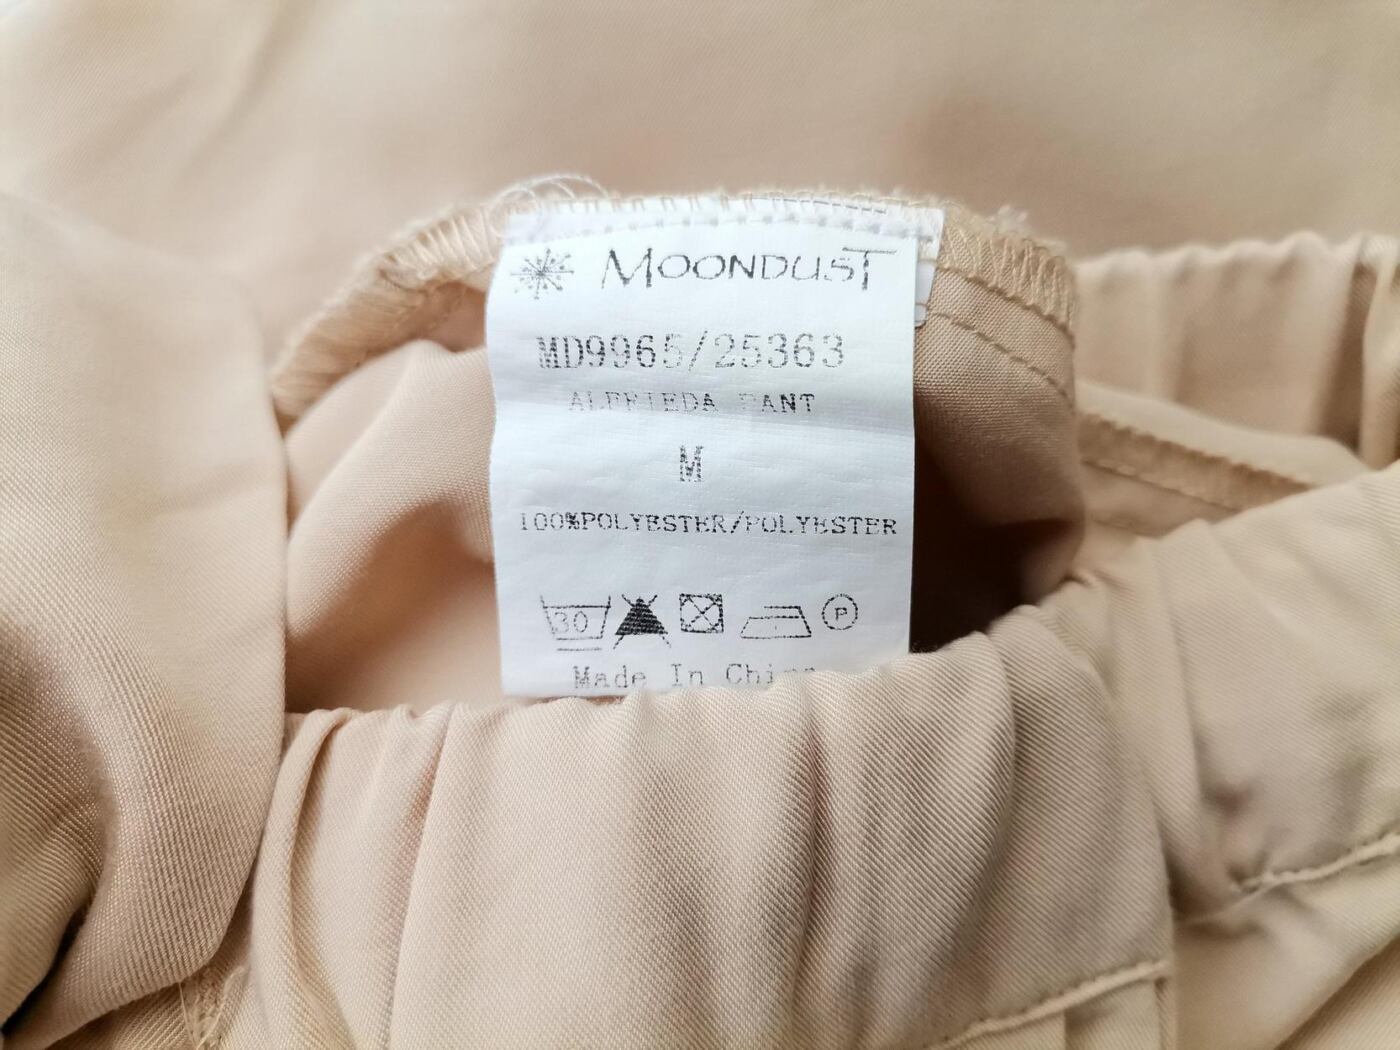 MOONDUST
MD9965/25363
ALFRIEDA PANT
M
100%POLYESTER/POLYESTER
30
P
Made In China